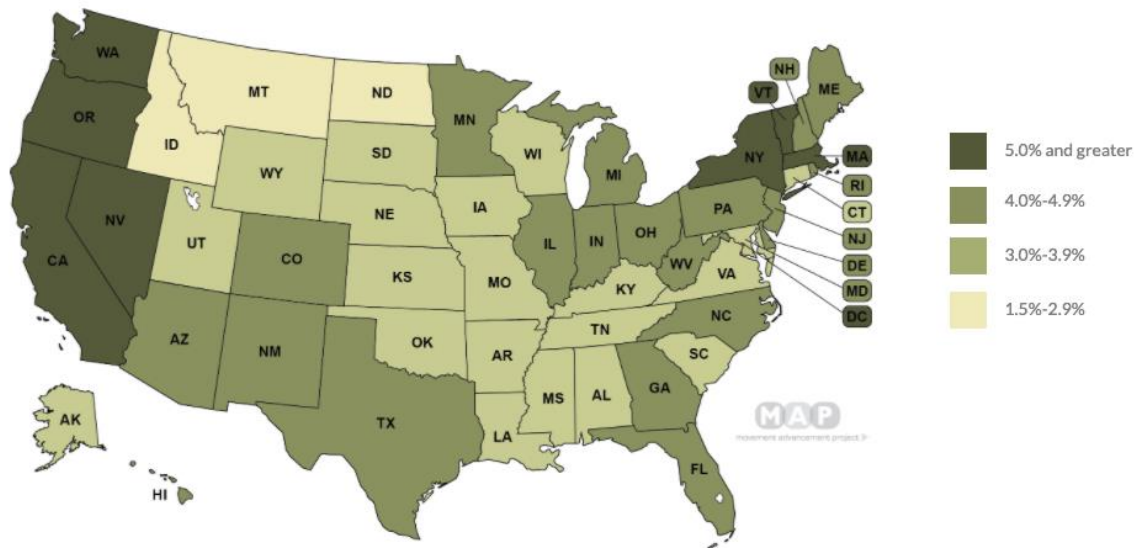 WA
OR
CA
NV
ID
MT
WY
UT
AZ
CO
NM
ND
SD
NE
KS
OK
TX
MN
IA
MO
AR
LA
WI
IL
MS
MI
IN
KY
TN
AL
OH
WV
VA
NC
SC
GA
FL
PA
NY
VT
NH
ME
MA
RI
CT
NJ
DE
MD
DC
AK
HI
MAP
movement advancement project
5.0% and greater
4.0%-4.9%
3.0%-3.9%
1.5%-2.9%